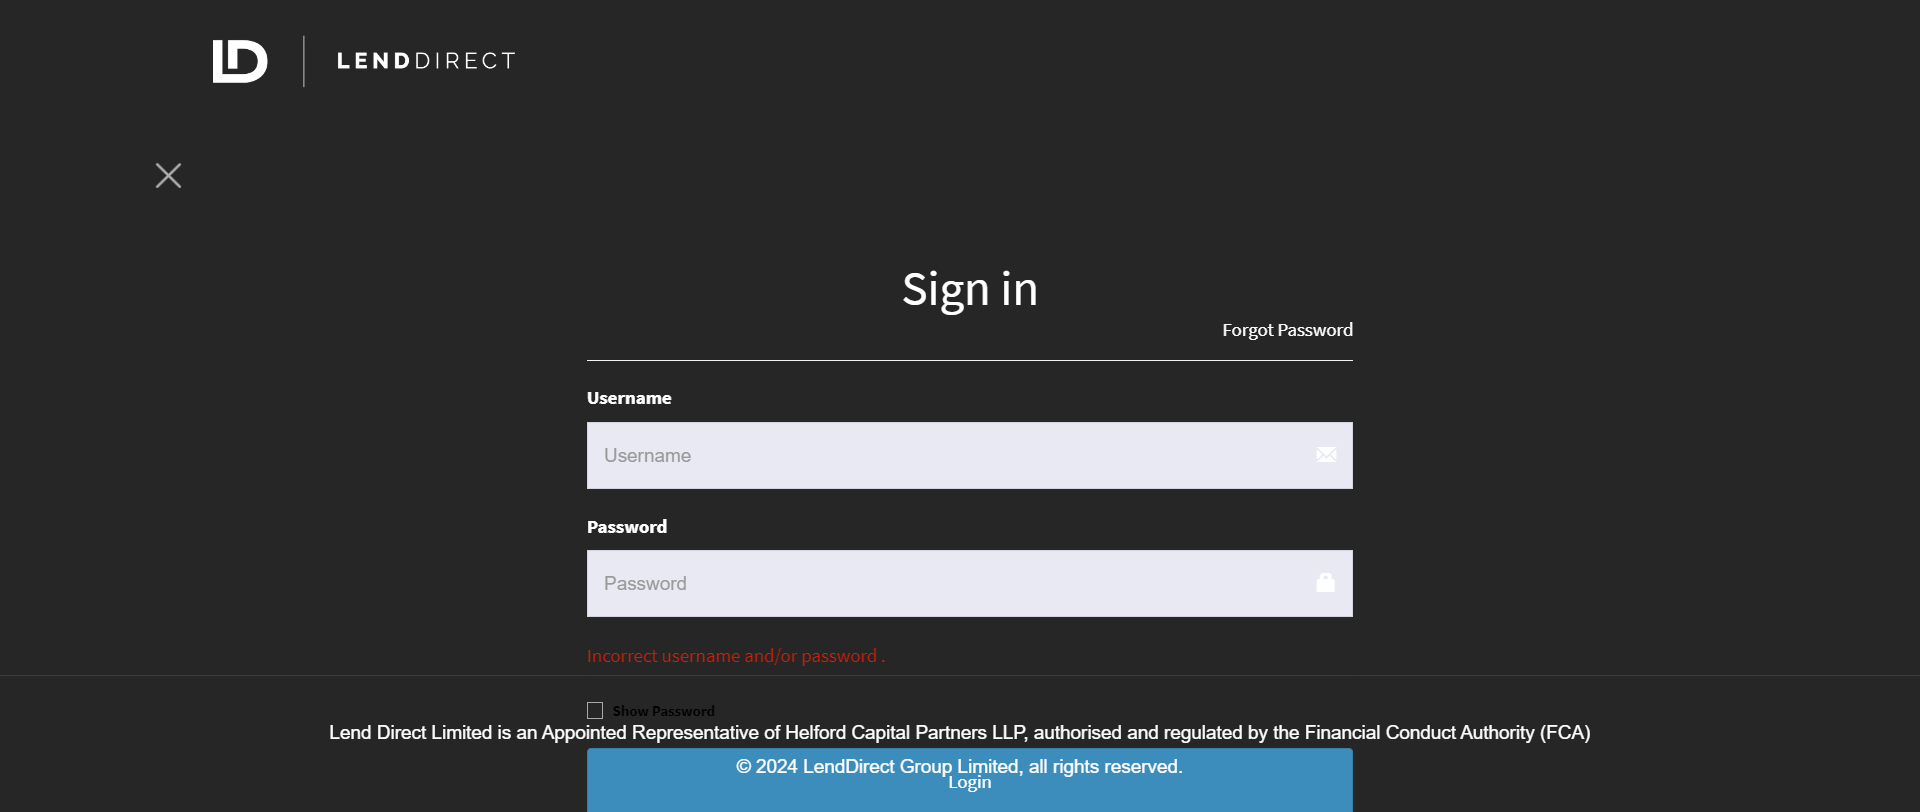 LD
LENDDIRECT
Sign in
Forgot Password
Username
Username
Password
Password
Incorrect username and/or password .
Show Password
Lend Direct Limited is an Appointed Representative of Helford Capital Partners LLP, authorised and regulated by the Financial Conduct Authority (FCA)
© 2024 LendDirect Group Limited, all rights reserved.
Login